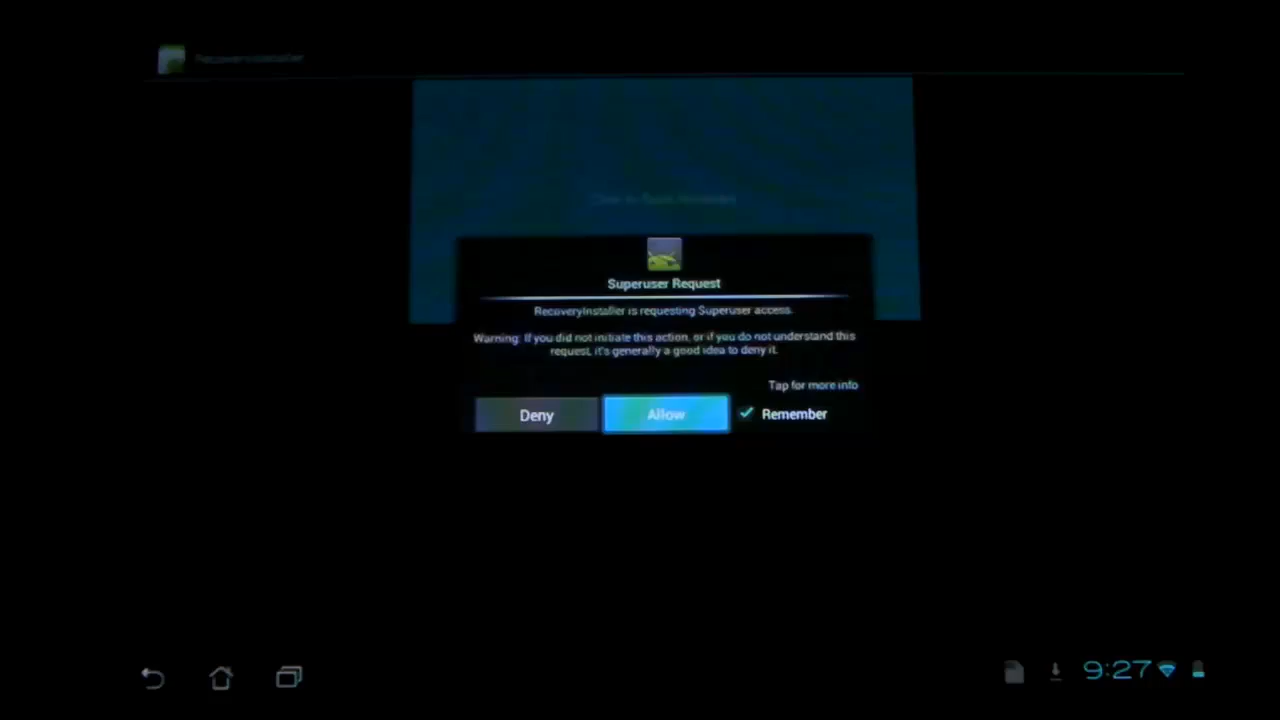 RecoveryInstaller
Superuser Request
RecoveryInstaller is requesting Superuser access.
Warning: If you did not initiate this action, or if you do not understand this
request, it's generally a good idea to deny it.
Tap for more info
Deny
Allow
Remember
9:27